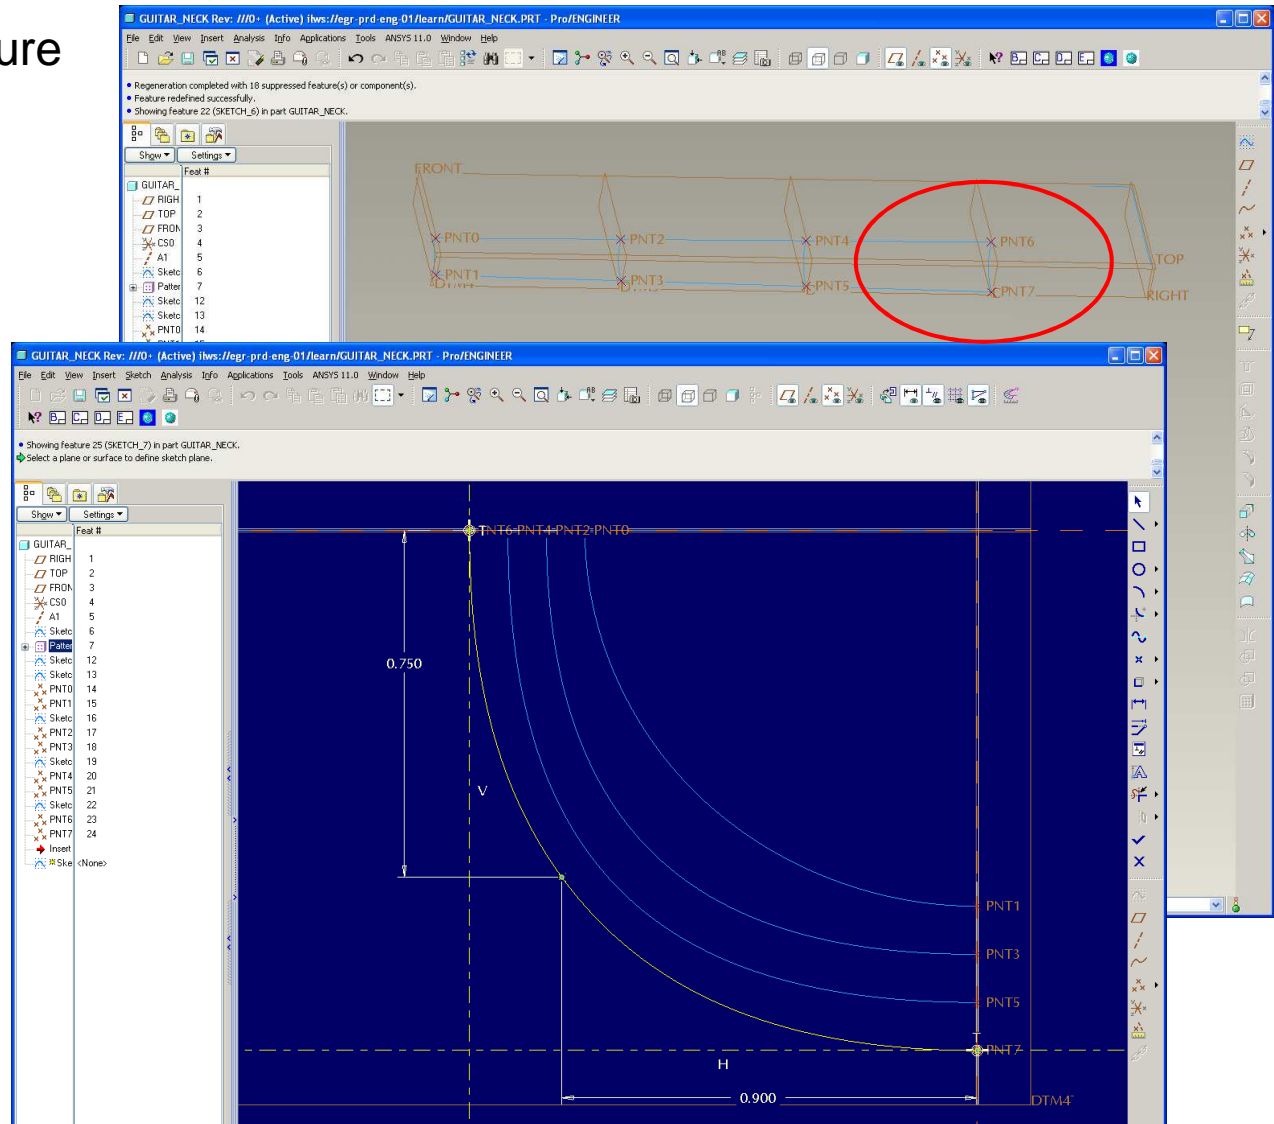 ure
GUITAR_NECK Rev: ///0+ (Active) ilws://egr-prd-eng-01/learn/GUITAR_NECK.PRT - Pro/ENGINEER
File Edit View Insert Analysis Info Applications Tools ANSYS 11.0 Window Help
• Regeneration completed with 18 suppressed feature(s) or component(s).
• Feature redefined successfully.
• Showing feature 22 (SKETCH_6) in part GUITAR_NECK.
Show Settings
Feat #
GUITAR_
RIGH 1
TOP 2
FRON 3
CS0 4
A1 5
Sketc 6
Patter 7
Sketc 12
Sketc 13
PNT0 14
FRONT
PNT0 PNT2 PNT4 PNT6
TOP
PNT1 PNT3 PNT5 PNT7
RIGHT
GUITAR_NECK Rev: ///0+ (Active) ilws://egr-prd-eng-01/learn/GUITAR_NECK.PRT - Pro/ENGINEER
File Edit View Insert Sketch Analysis Info Applications Tools ANSYS 11.0 Window Help
• Showing feature 25 (SKETCH_7) in part GUITAR_NECK.
Select a plane or surface to define sketch plane.
Show Settings
Feat #
GUITAR_
RIGH 1
TOP 2
FRON 3
CS0 4
A1 5
Sketc 6
Patter 7
Sketc 12
Sketc 13
PNT0 14
PNT1 15
Sketc 16
PNT2 17
PNT3 18
Sketc 19
PNT4 20
PNT5 21
Sketc 22
PNT6 23
PNT7 24
Insert
Ske <None>
T PNT6 PNT4 PNT2 PNT0
0.750
V
PNT1
PNT3
PNT5
T
PNT7
H
0.900
DTM4